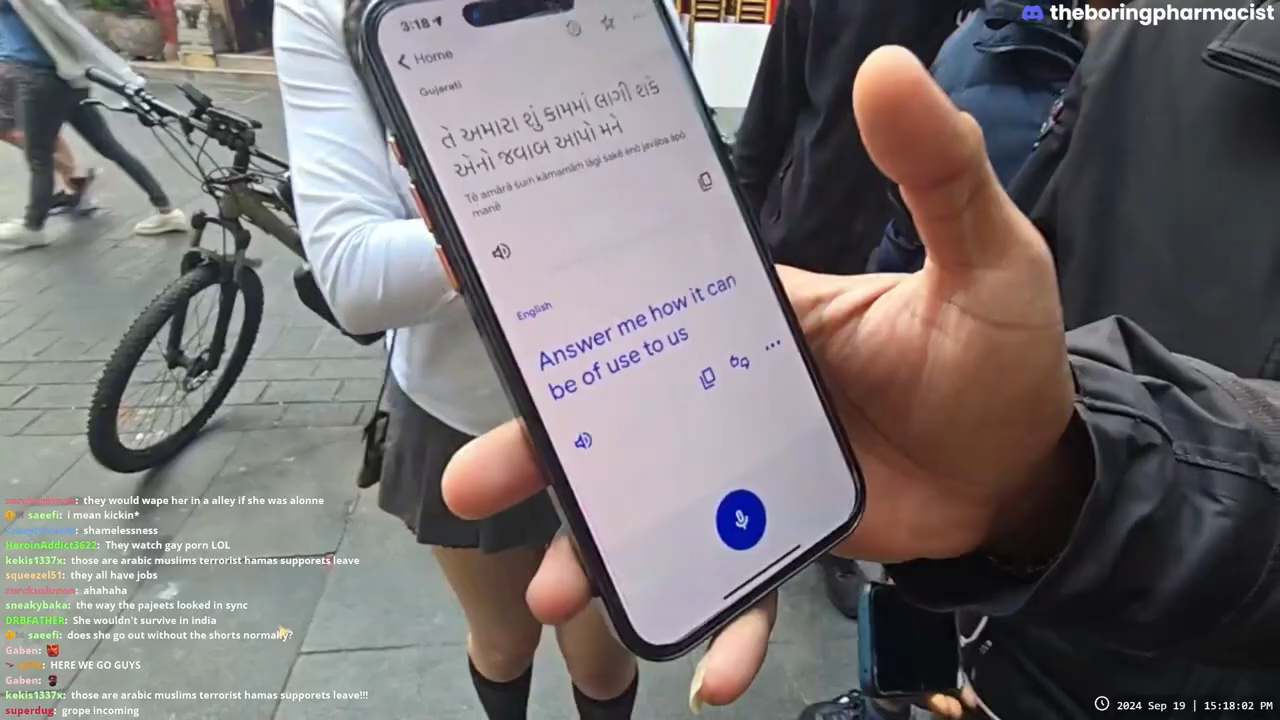 theboringpharmacist
3:18
Home
Gujarati
તે અમારા શું કામમાં લાગી શકે
એનો જવાબ આપો મને
Tē amārā śuṁ kāmamāṁ lāgī śakē ēnō javāba āpō
manē
English
Answer me how it can
be of use to us
they would wape her in a alley if she was alonne
saeefi: i mean kickin*
shamelessness
HeroinAddict3622: They watch gay porn LOL
kekis1337x: those are arabic muslims terrorist hamas supporets leave
squeezel51: they all have jobs
ahahaha
sneakybaka: the way the pajeets looked in sync
DRBFATHER: She wouldn't survive in india
saeefi: does she go out without the shorts normally?
Gaben:
HERE WE GO GUYS
Gaben:
kekis1337x: those are arabic muslims terrorist hamas supporets leave!!!
superdug: grope incoming
2024 Sep 19 | 15:18:02 PM